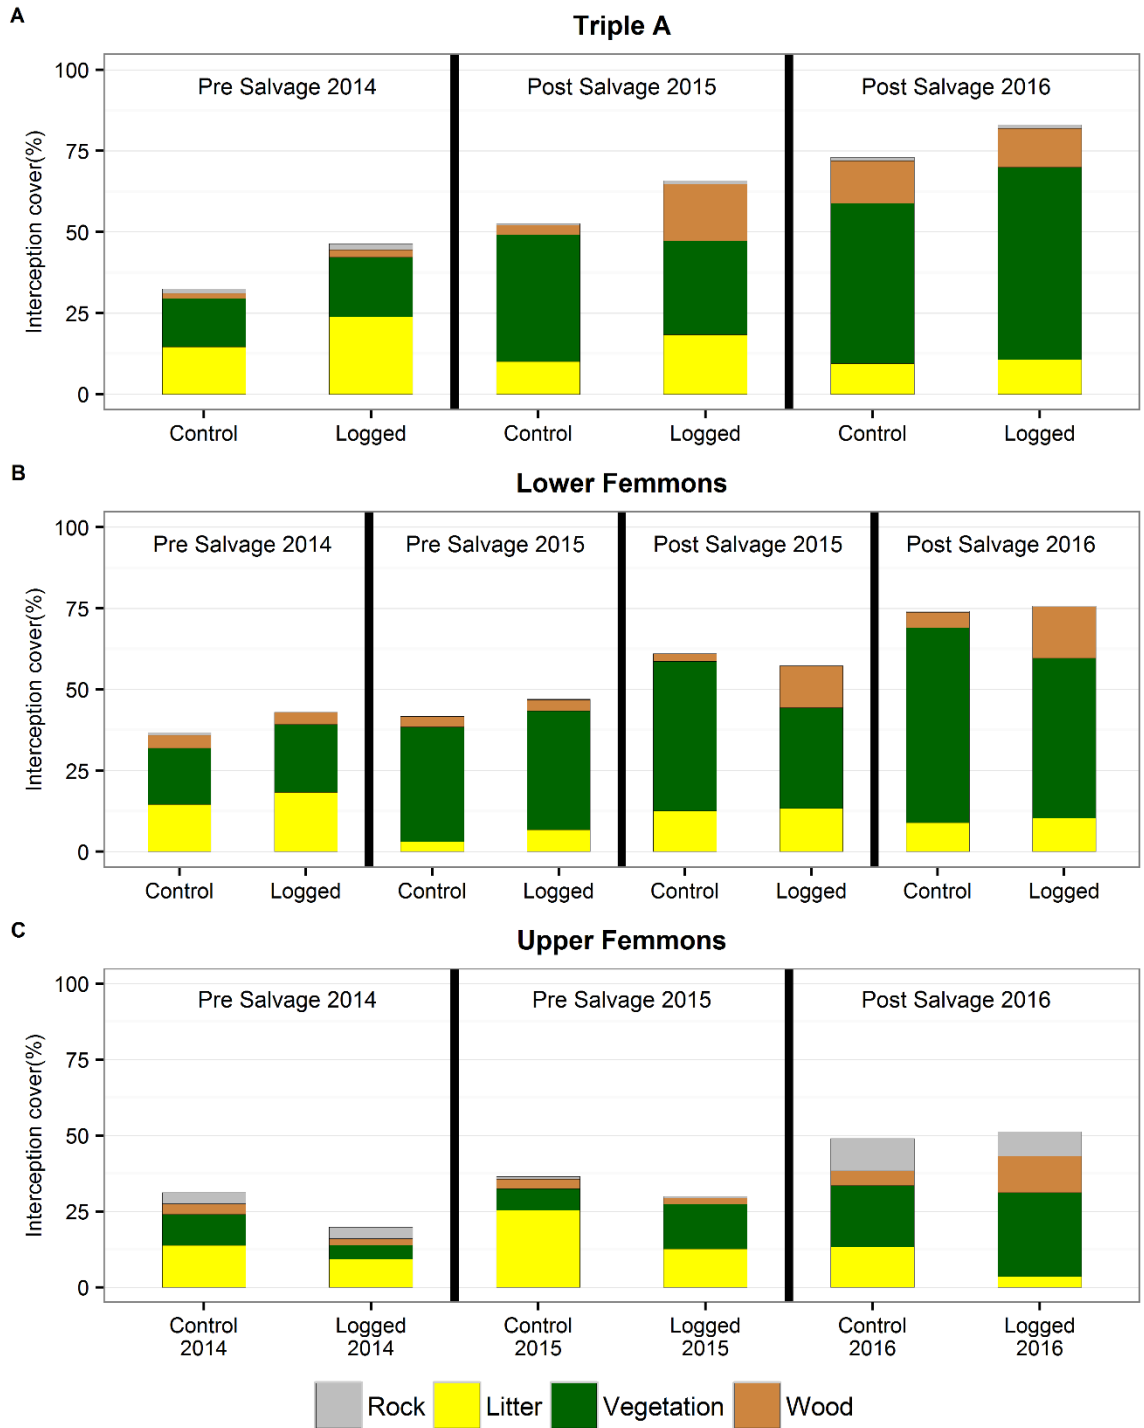 A
Triple A
Pre Salvage 2014 Post Salvage 2015 Post Salvage 2016
Interception cover(%)
100
75
50
25
0
Control Logged Control Logged Control Logged
B
Lower Femmons
Pre Salvage 2014 Pre Salvage 2015 Post Salvage 2015 Post Salvage 2016
Interception cover(%)
100
75
50
25
0
Control Logged Control Logged Control Logged Control Logged
C
Upper Femmons
Pre Salvage 2014 Pre Salvage 2015 Post Salvage 2016
Interception cover(%)
100
75
50
25
0
Control Logged Control Logged Control Logged
2014 2014 2015 2015 2016 2016
Rock Litter Vegetation Wood